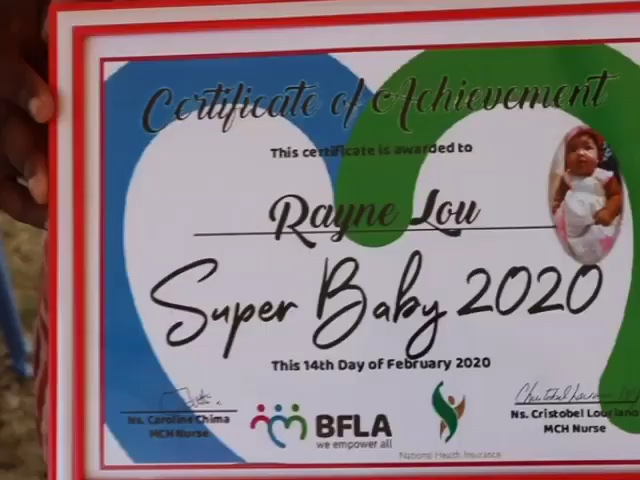 Certificate of Achievement
This certificate is awarded to
Rayne Lou
Super Baby 2020
This 14th Day of February 2020
Ns. Caroline Chima
MCH Nurse
BFLA
we empower all
National Health Insurance
Ns. Cristobel Louriano
MCH Nurse